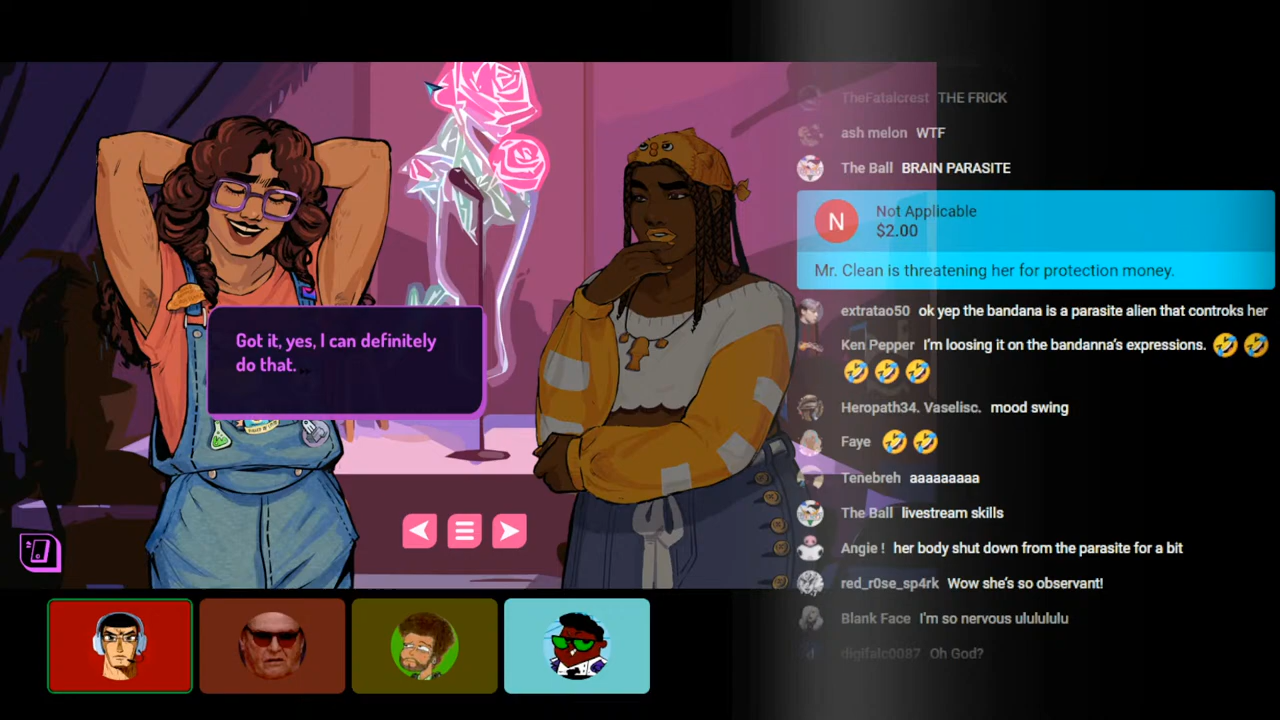 Got it, yes, I can definitely
do that.
TheFatalcrest THE FRICK
ash melon WTF
The Ball BRAIN PARASITE
N
Not Applicable
$2.00
Mr. Clean is threatening her for protection money.
extratao50 ok yep the bandana is a parasite alien that controks her
Ken Pepper I'm loosing it on the bandanna's expressions. 🤣 🤣
🤣 🤣 🤣
Heropath34. Vaselisc. mood swing
Faye 🤣 🤣
Tenebreh aaaaaaaaa
The Ball livestream skills
Angie ! her body shut down from the parasite for a bit
red_r0se_sp4rk Wow she's so observant!
Blank Face I'm so nervous ulululululu
d digifalc0087 Oh God?